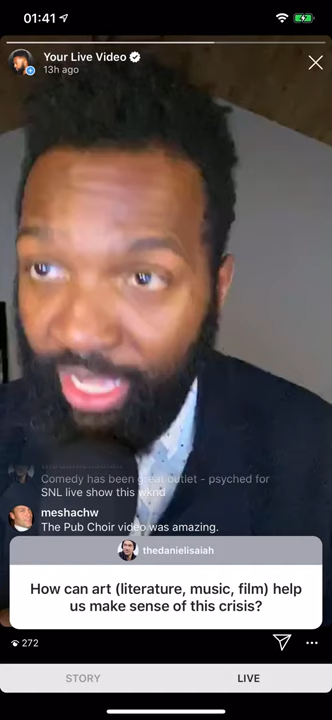 01:41
Your Live Video
13h ago
Comedy has been great outlet - psyched for
SNL live show this wknd
meshachw
The Pub Choir video was amazing.
thedanielisaiah
How can art (literature, music, film) help
us make sense of this crisis?
272
STORY
LIVE